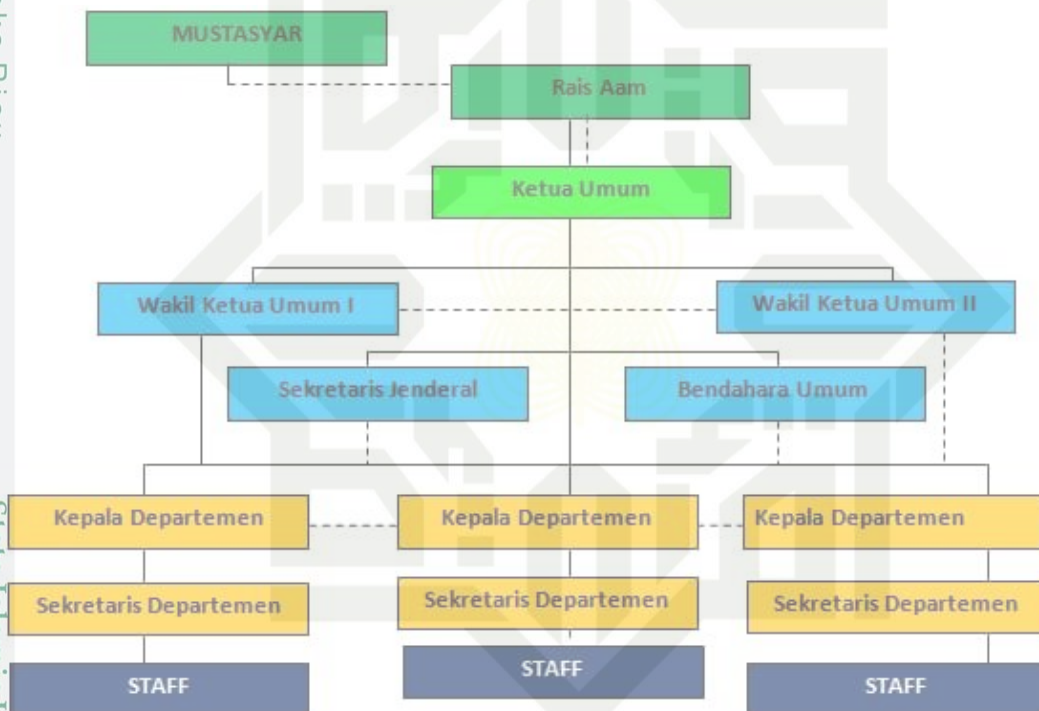 MUSTASYAR
Rais Aam
Ketua Umum
Wakil Ketua Umum I
Wakil Ketua Umum II
Sekretaris Jenderal
Bendahara Umum
Kepala Departemen
Kepala Departemen
Kepala Departemen
Sekretaris Departemen
Sekretaris Departemen
Sekretaris Departemen
STAFF
STAFF
STAFF